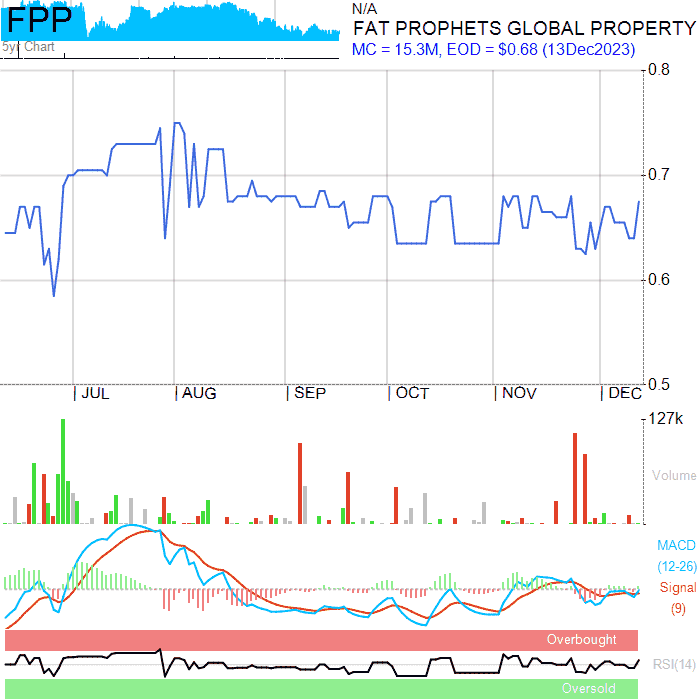 FPP
5yr Chart
N/A
FAT PROPHETS GLOBAL PROPERTY
MC = 15.3M, EOD = $0.68 (13Dec2023)
0.8
0.7
0.6
0.5
JUL
AUG
SEP
OCT
NOV
DEC
127k
Volume
MACD
(12-26)
Signal
(9)
Overbought
RSI(14)
Oversold